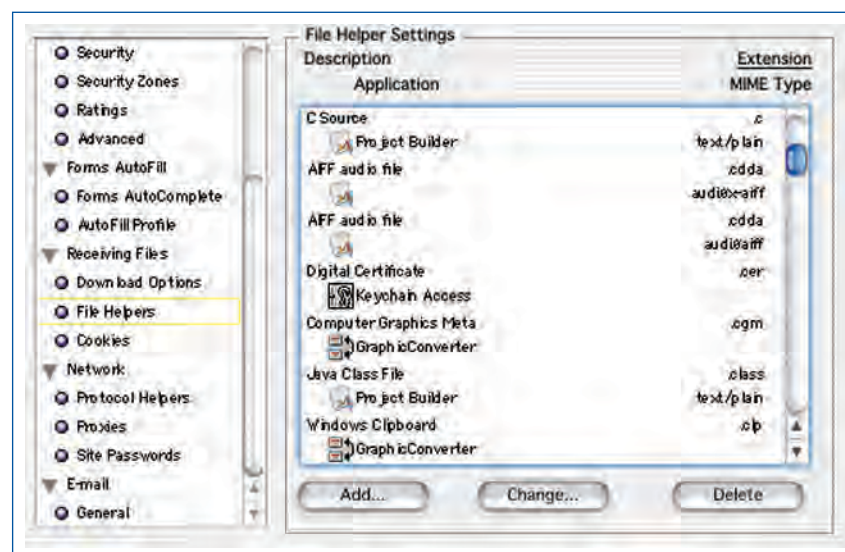 Security
Security Zones
Ratings
Advanced
Forms AutoFill
Forms AutoComplete
AutoFill Profile
Receiving Files
Download Options
File Helpers
Cookies
Network
Protocol Helpers
Proxies
Site Passwords
E-mail
General
File Helper Settings
Description Extension
Application MIME Type
C Source .c
Project Builder text/plain
AIFF audio file .cdda
audio/x-aiff
AIFF audio file .cdda
audio/aiff
Digital Certificate .cer
Keychain Access
Computer Graphics Meta .cgm
GraphicConverter
Java Class File .class
Project Builder text/plain
Windows Clipboard .clp
GraphicConverter
Add... Change... Delete